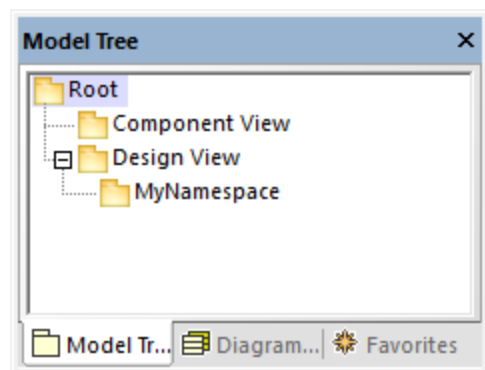 Model Tree
Root
Component View
Design View
MyNamespace
Model Tr... Diagram... Favorites